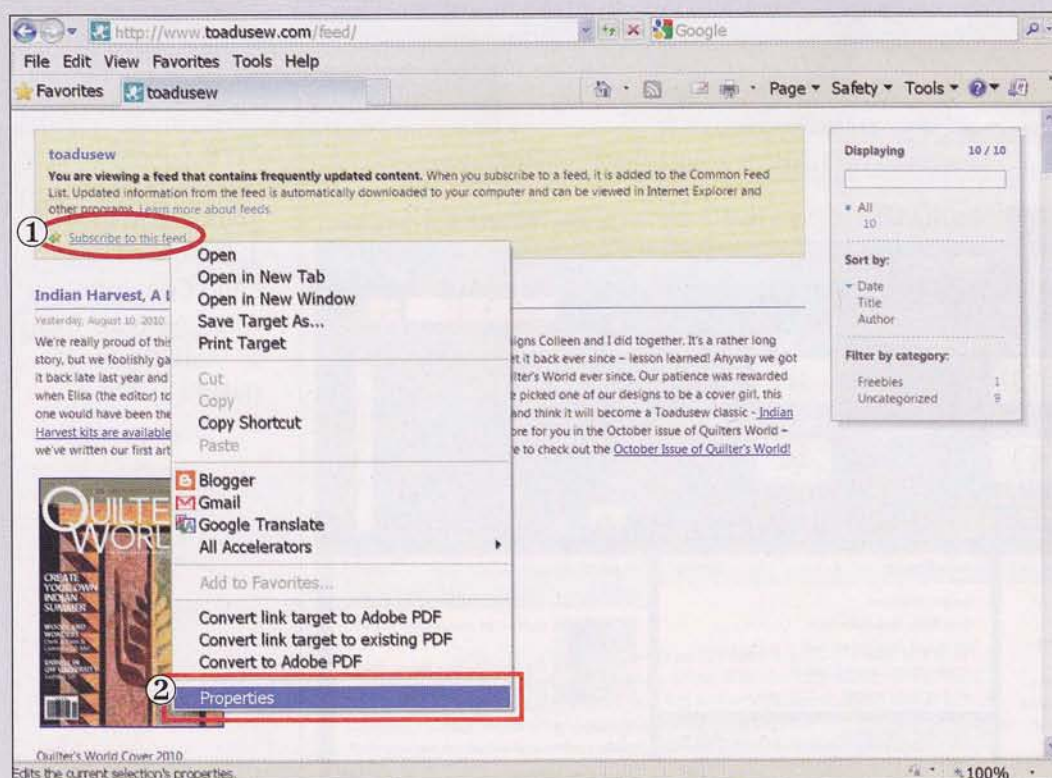 http://www.toadusew.com/feed/
Google
File Edit View Favorites Tools Help
Favorites
toadusew
Page Safety Tools
toadusew
You are viewing a feed that contains frequently updated content. When you subscribe to a feed, it is added to the Common Feed
List. Updated information from the feed is automatically downloaded to your computer and can be viewed in Internet Explorer and
other programs. Learn more about feeds.
① Subscribe to this feed
Displaying 10 / 10
All
10
Sort by:
Date
Title
Author
Filter by category:
Freebies 1
Uncategorized 9
Open
Open in New Tab
Open in New Window
Save Target As...
Print Target
Cut
Copy
Copy Shortcut
Paste
Blogger
Gmail
Google Translate
All Accelerators
Add to Favorites...
Convert link target to Adobe PDF
Convert link target to existing PDF
Convert to Adobe PDF
② Properties
Indian Harvest, A
Yesterday, August 10, 2010
We're really proud of this
igns Colleen and I did together. It's a rather long
story, but we foolishly ga
t it back ever since – lesson learned! Anyway we got
it back late last year and
ilter's World ever since. Our patience was rewarded
when Elisa (the editor) to
e picked one of our designs to be a cover girl, this
one would have been the
and think it will become a Toadusew classic - Indian
Harvest kits are available
ore for you in the October issue of Quilters World –
we've written our first art
e to check out the October Issue of Quilter's World!
QUILTE
WORL
CREATE
YOUR OWN
INDIAN
SUMMER
Quilter's World Cover 2010
Edits the current selection's properties.
100%